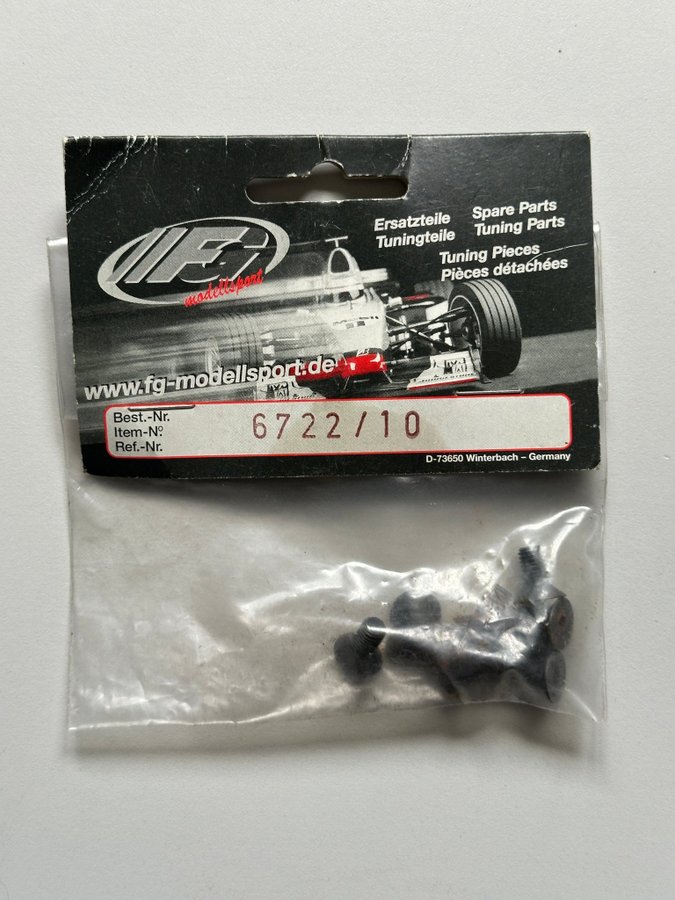 FG
modellsport
Ersatzteile
Tuningteile
Spare Parts
Tuning Parts
Tuning Pieces
Pièces détachées
www.fg-modellsport.de
Best.-Nr.
Item-Nº
Ref.-Nr.
6722/10
D-73650 Winterbach – Germany